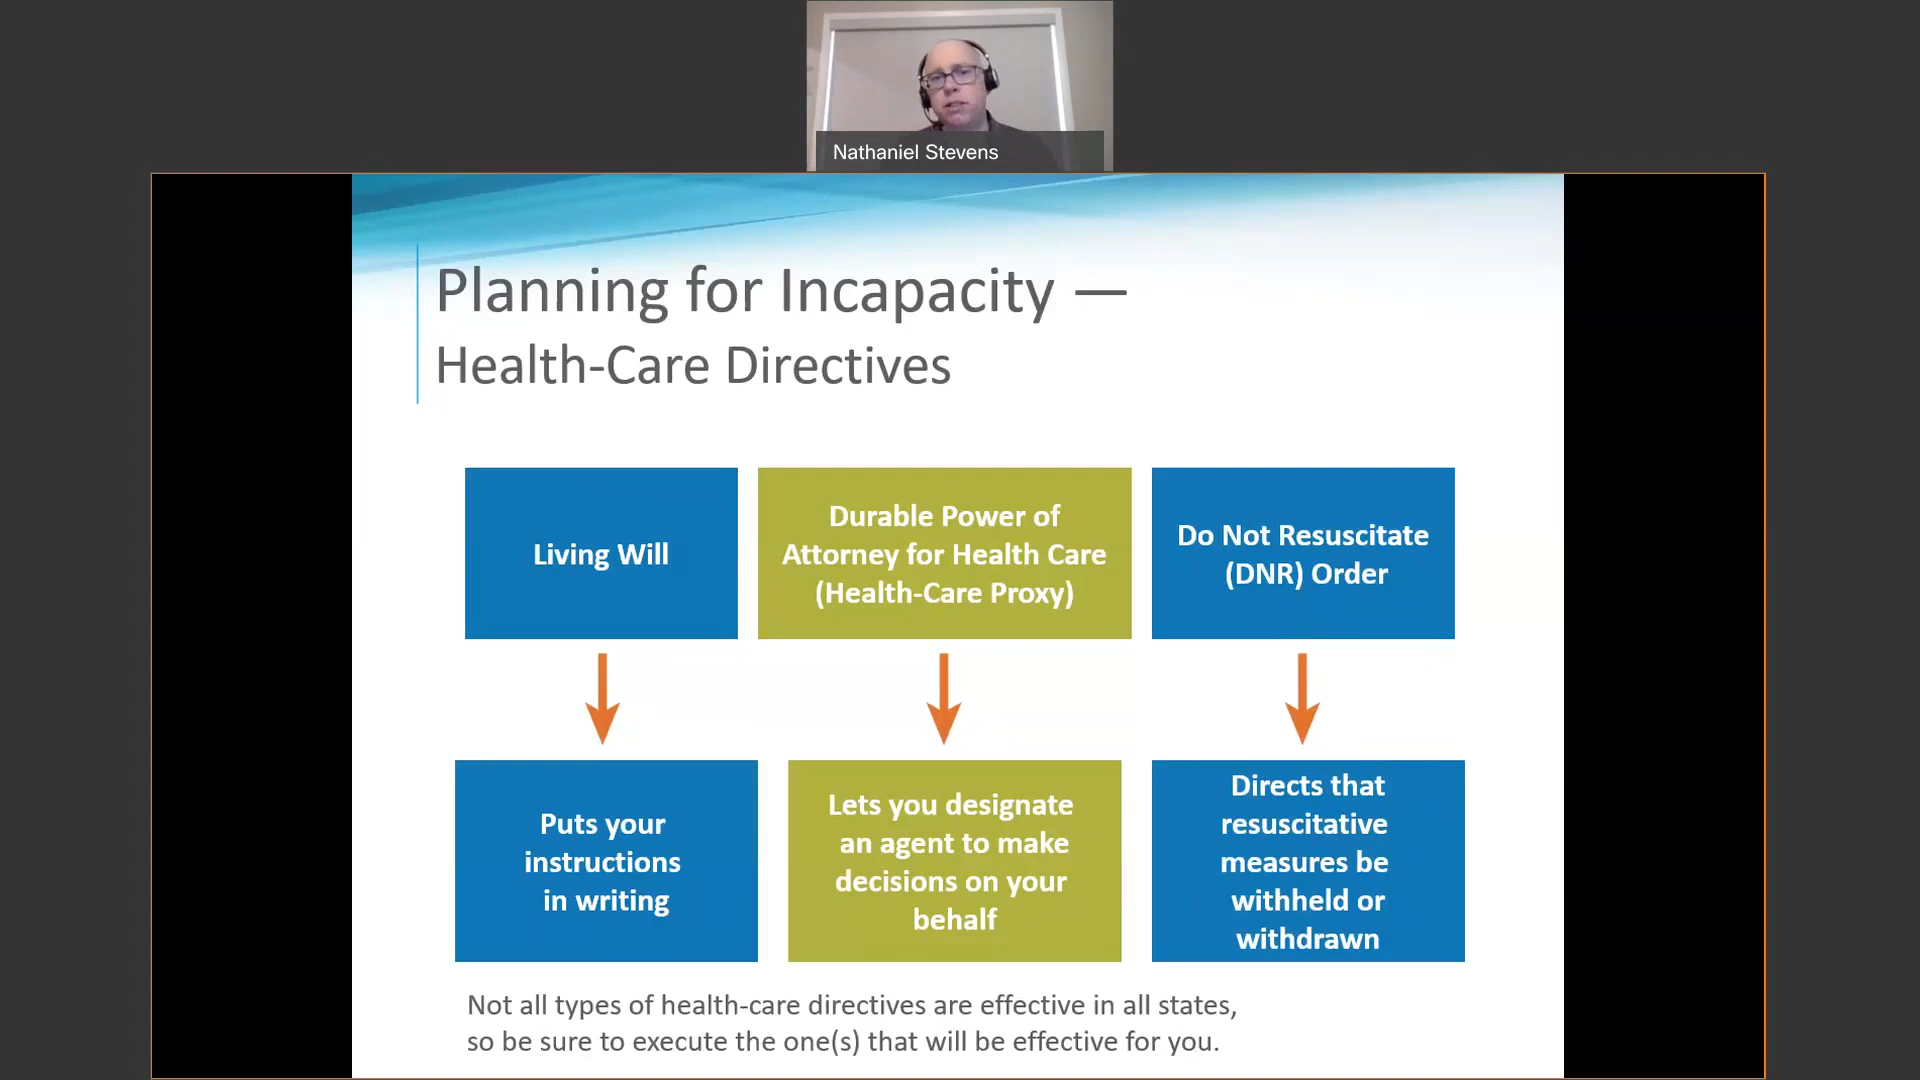 Nathaniel Stevens
Planning for Incapacity —
Health-Care Directives
Living Will
Durable Power of
Attorney for Health Care
(Health-Care Proxy)
Do Not Resuscitate
(DNR) Order
Puts your
instructions
in writing
Lets you designate
an agent to make
decisions on your
behalf
Directs that
resuscitative
measures be
withheld or
withdrawn
Not all types of health-care directives are effective in all states,
so be sure to execute the one(s) that will be effective for you.